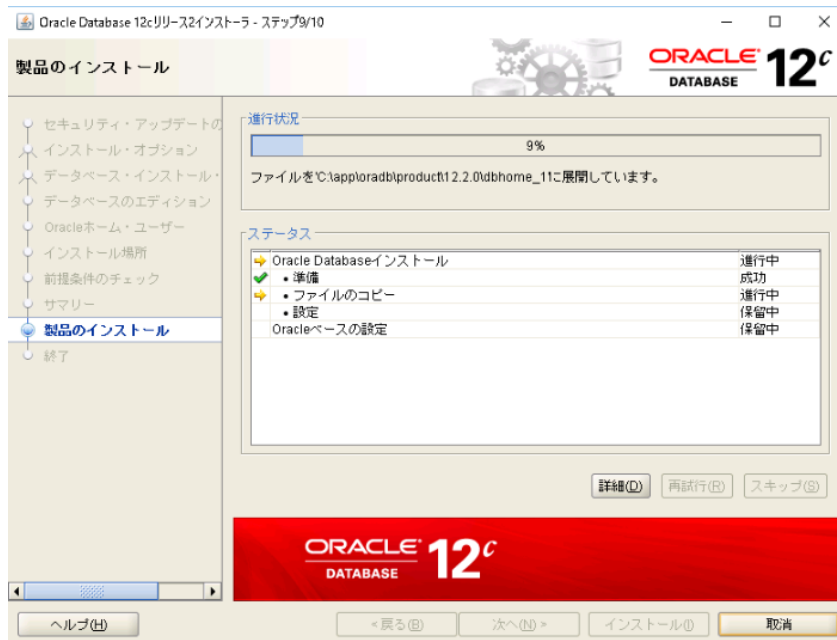 Oracle Database 12cリリース2インストーラ - ステップ9/10
製品のインストール
ORACLE
DATABASE
12c
セキュリティ・アップデートの
インストール・オプション
データベース・インストール・
データベースのエディション
Oracleホーム・ユーザー
インストール場所
前提条件のチェック
サマリー
製品のインストール
終了
進行状況
9%
ファイルを'C:\app\oradb\product\12.2.0\dbhome_1'に展開しています。
ステータス
Oracle Databaseインストール 進行中
• 準備 成功
• ファイルのコピー 進行中
• 設定 保留中
Oracleベースの設定 保留中
詳細(D) 再試行(R) スキップ(S)
ORACLE
DATABASE
12c
ヘルプ(H) <戻る(B) 次へ(N)> インストール(I) 取消